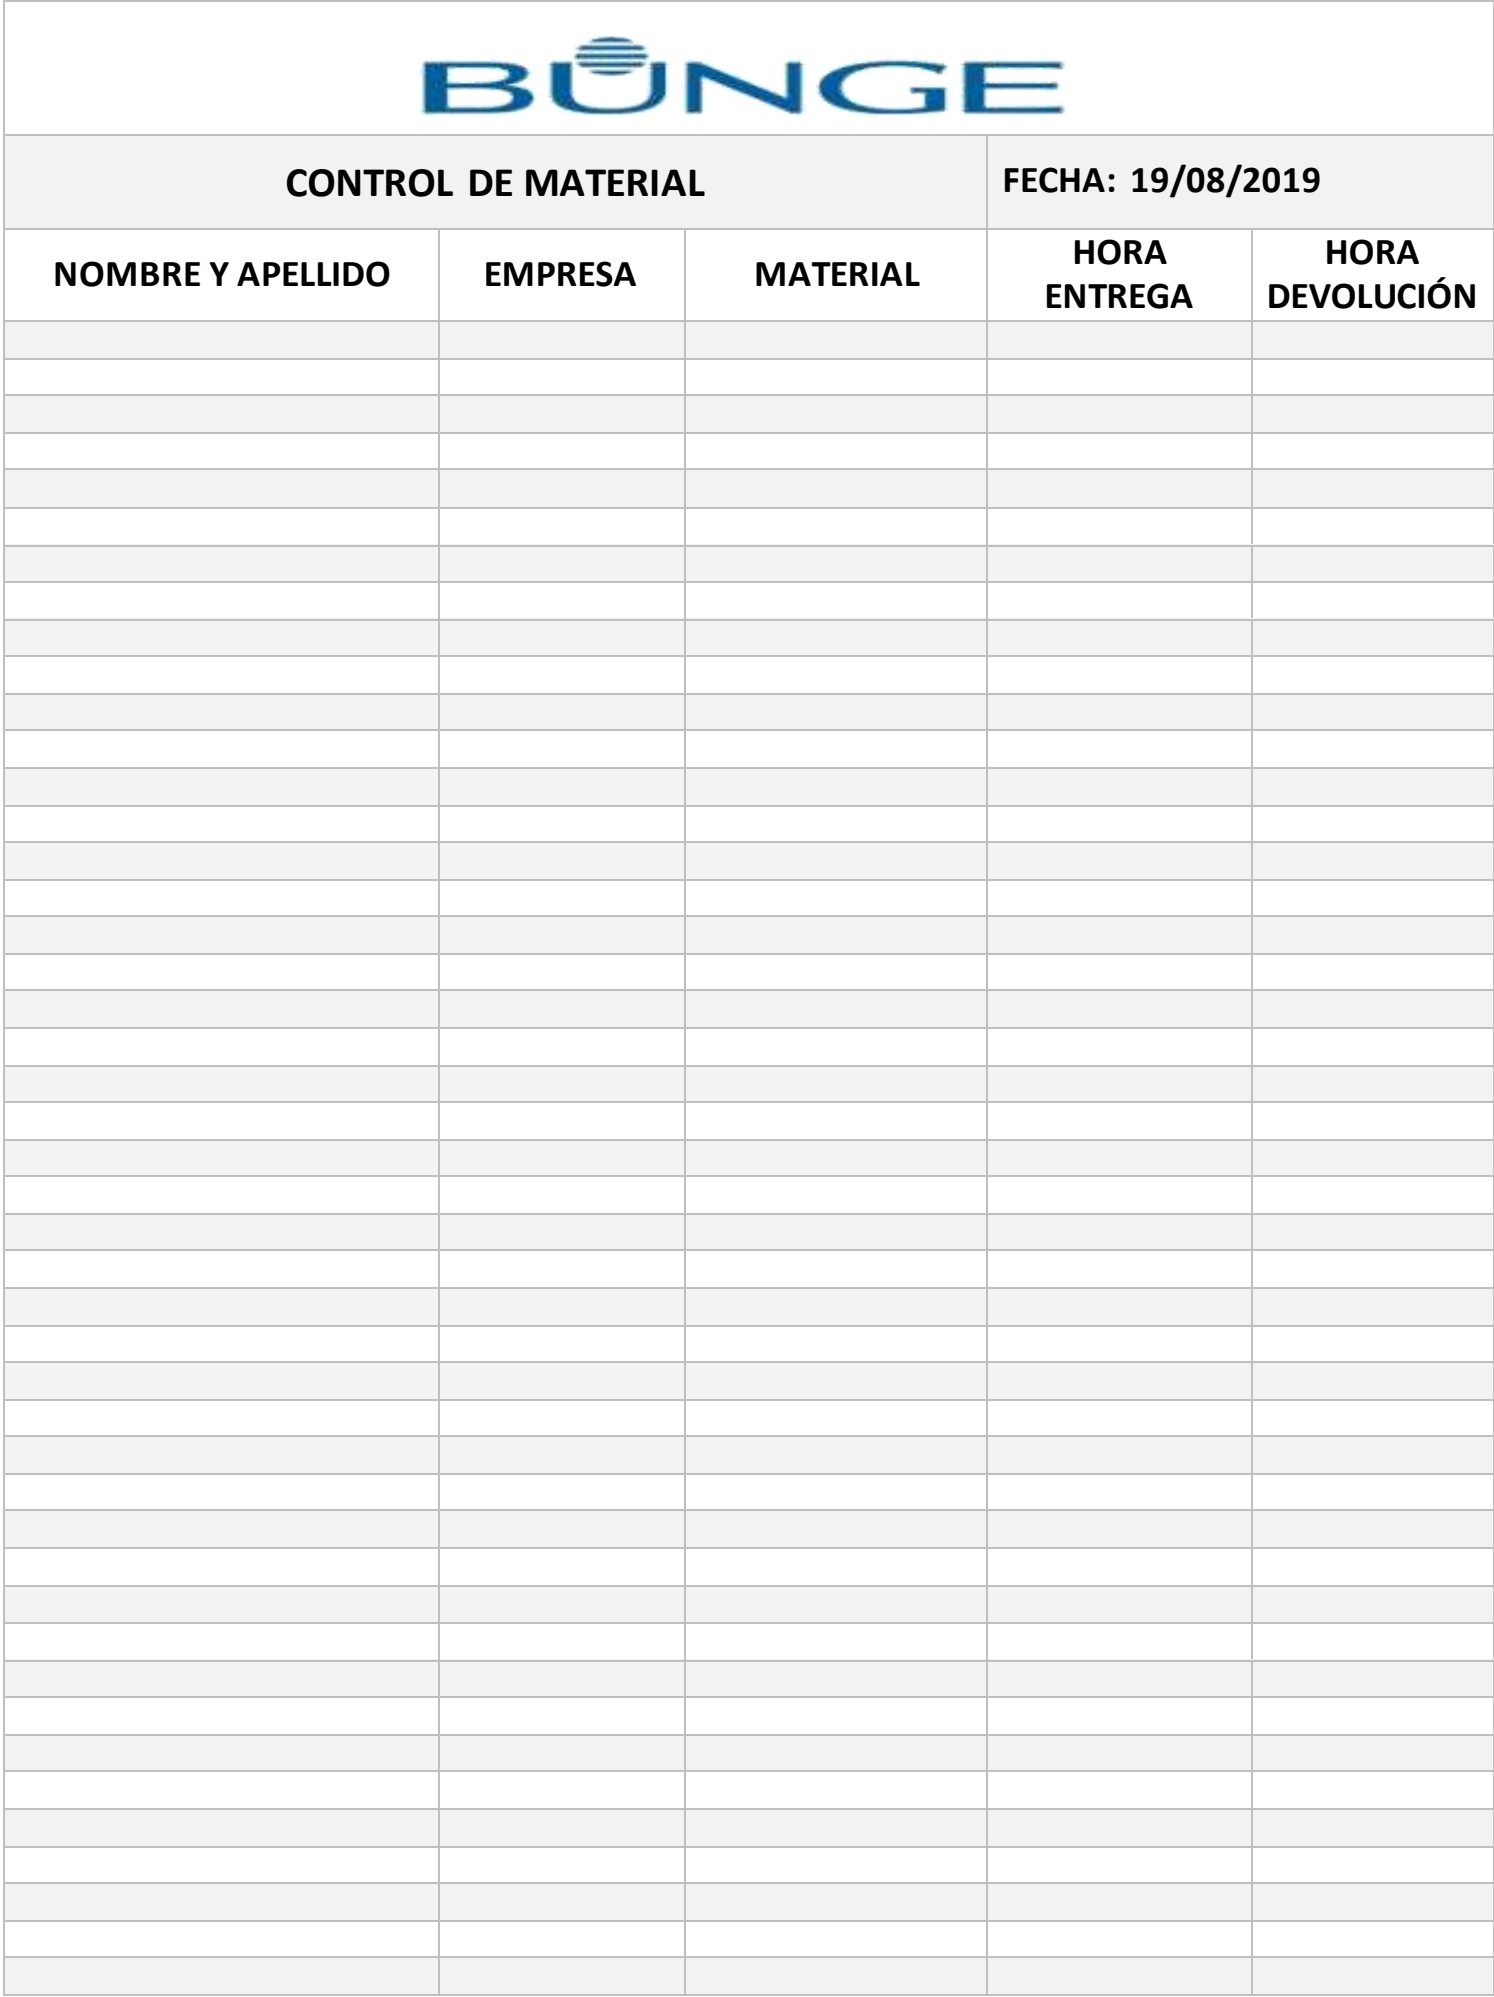 BUNGE
CONTROL DE MATERIAL
FECHA: 19/08/2019
NOMBRE Y APELLIDO
EMPRESA
MATERIAL
HORA
ENTREGA
HORA
DEVOLUCIÓN